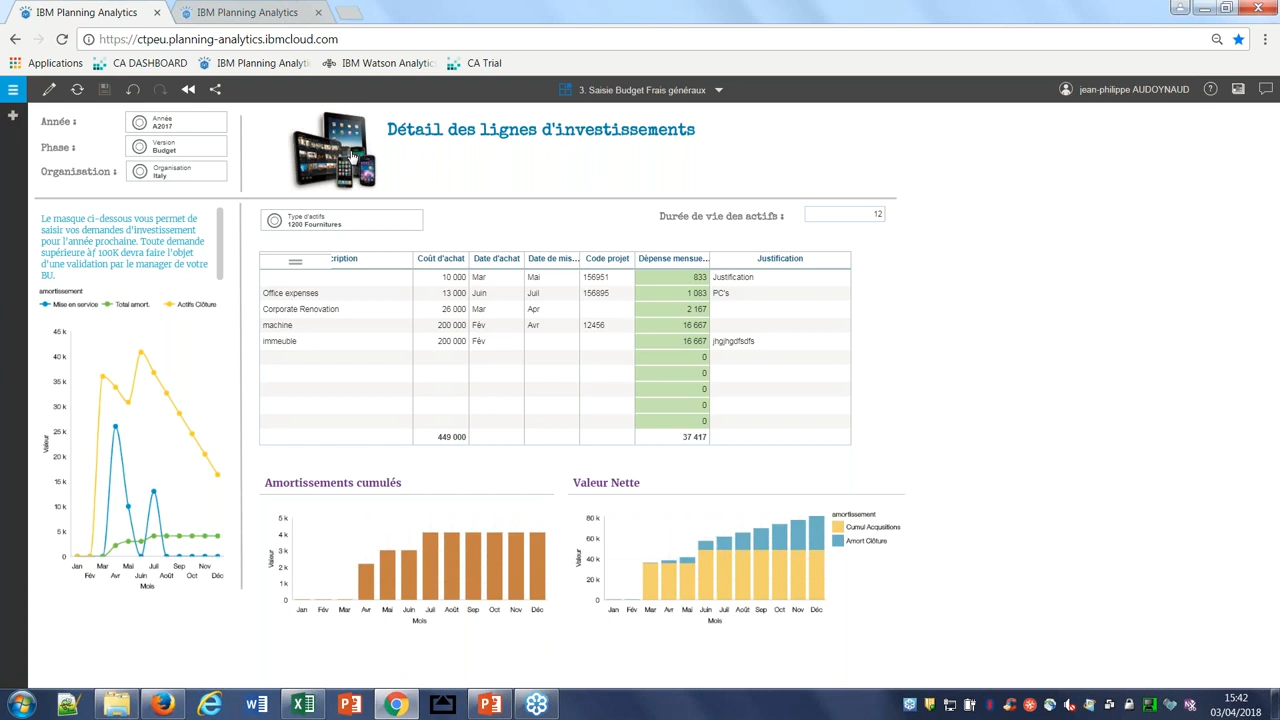 IBM Planning Analytics
IBM Planning Analytics
https://ctpeu.planning-analytics.ibmcloud.com
Applications
CA DASHBOARD
IBM Planning Analyti
IBM Watson Analytic
CA Trial
3. Saisie Budget Frais généraux
jean-philippe AUDOYNAUD
Année :
Année
A2017
Phase :
Version
Budget
Organisation :
Organisation
Italy
Détail des lignes d'investissements
Le masque ci-dessous vous permet de
saisir vos demandes d'investissement
pour l'année prochaine. Toute demande
supérieure àƒ 100K devra faire l'objet
d'une validation par le manager de votre
BU.
Type d'actifs
1200 Fournitures
Durée de vie des actifs :
12
cription Coût d'achat Date d'achat Date de mis... Code projet Dépense mensue... Justification
10 000 Mar Mai 156951 833 Justification
Office expenses 13 000 Juin Juil 156895 1 083 PC's
Corporate Renovation 26 000 Mar Apr 2 167
machine 200 000 Fév Avr 12456 16 667
immeuble 200 000 Fév 16 667 jhgjhgdfsdfs
0
0
0
0
0
449 000 37 417
amortissement
Mise en service Total amort. Actifs Clôture
45 k
40 k
35 k
30 k
25 k
20 k
15 k
10 k
5 k
0
Valeur
Jan Mar Mai Juil Sep Nov
Fév Avr Juin Août Oct Déc
Mois
Amortissements cumulés
5 k
4 k
3 k
2 k
1 k
0
Valeur
Jan Fév Mar Avr Mai Juin Juil Août Sep Oct Nov Déc
Mois
Valeur Nette
80 k
60 k
40 k
20 k
0
Valeur
Jan Fév Mar Avr Mai Juin Juil Août Sep Oct Nov Déc
Mois
amortissement
Cumul Acqusitions
Amort Clôture
15:42
03/04/2018